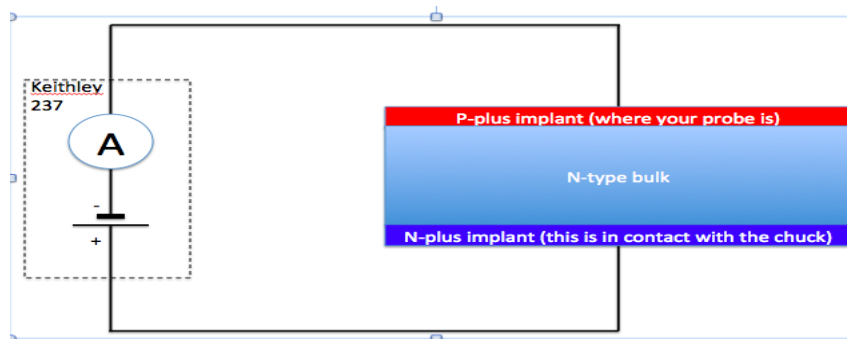 Keithley
237
A
-
+
P-plus implant (where your probe is)
N-type bulk
N-plus implant (this is in contact with the chuck)